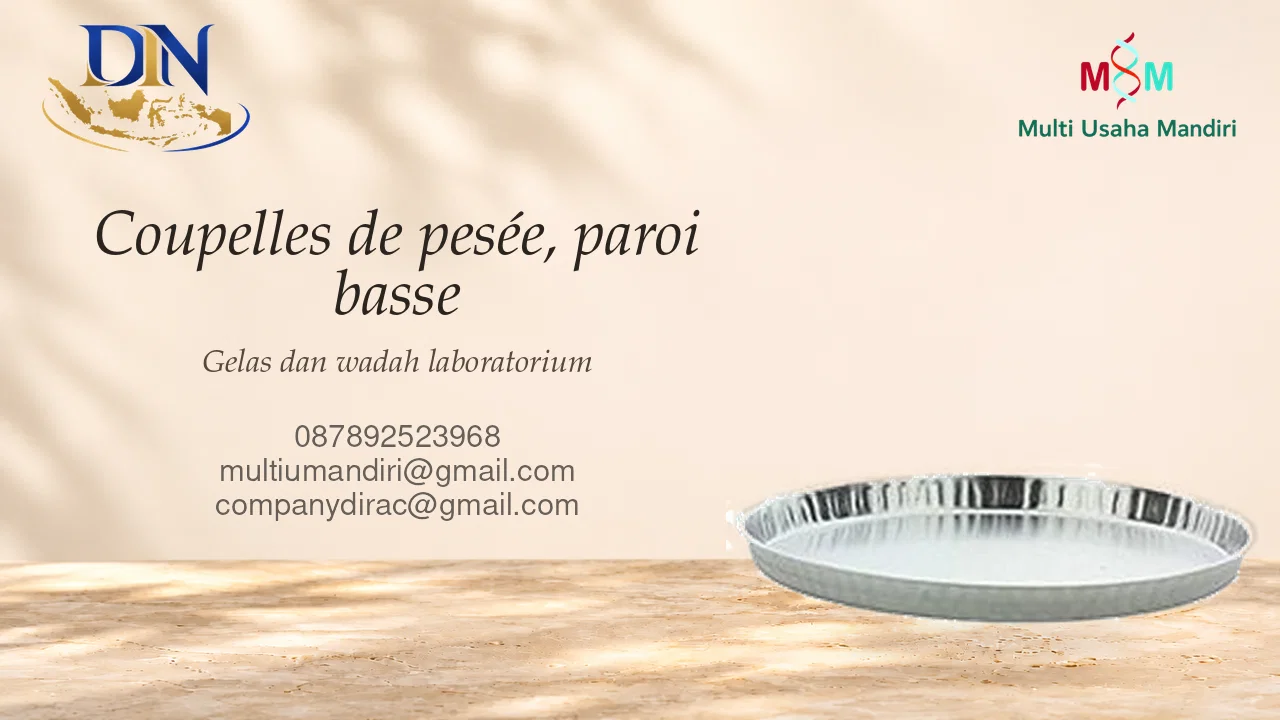 DIN
MSM
Multi Usaha Mandiri
Coupelles de pesée, paroi
basse
Gelas dan wadah laboratorium
087892523968
multiumandiri@gmail.com
companydirac@gmail.com